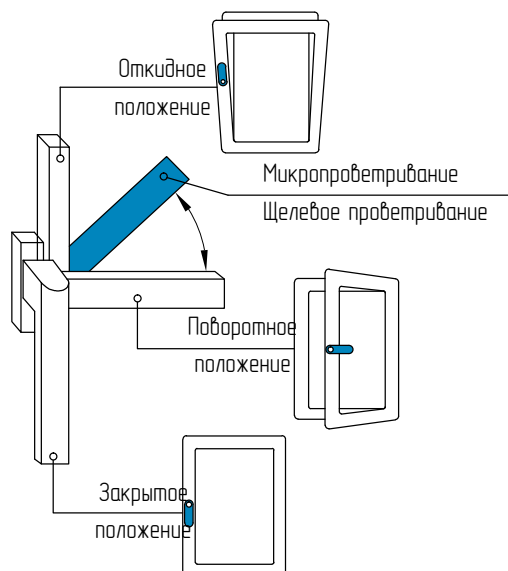 Откидное
положение
Микропроветривание
Щелевое проветривание
Поворотное
положение
Закрытое
положение